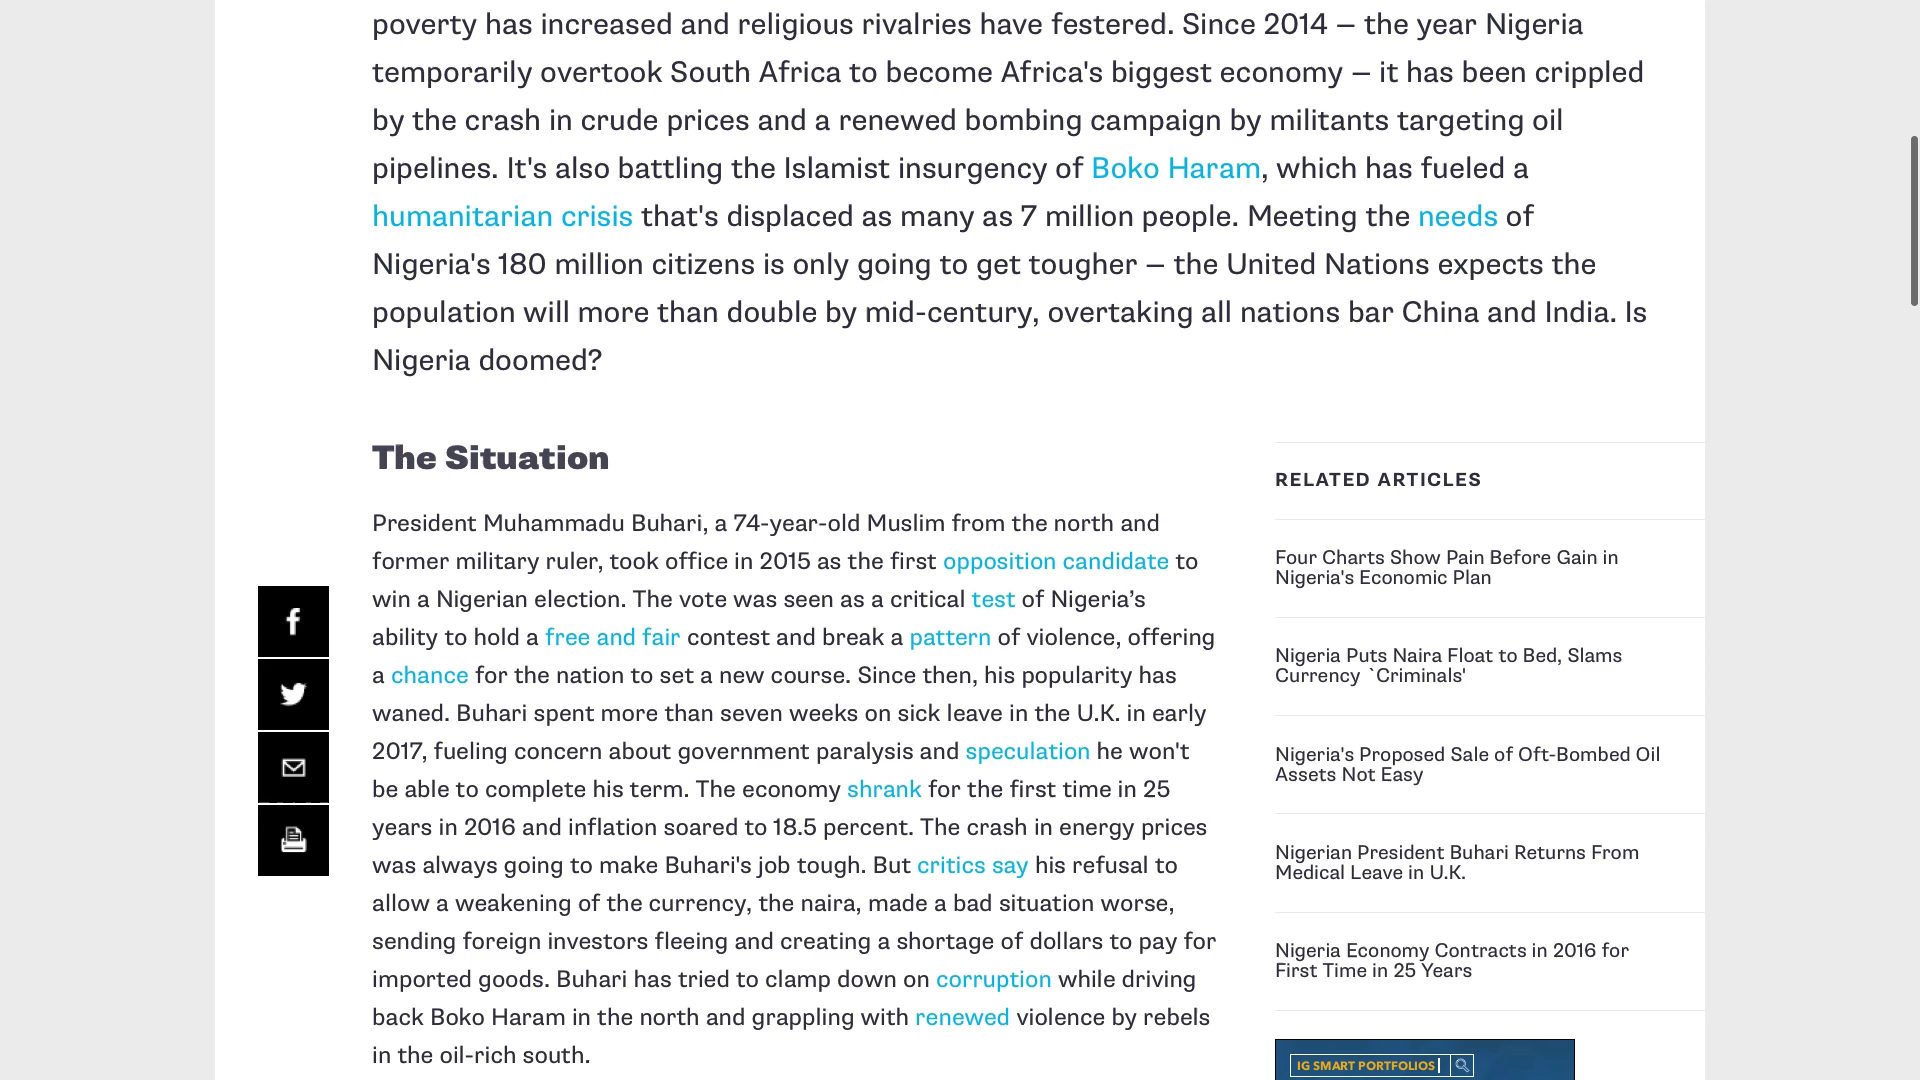 poverty has increased and religious rivalries have festered. Since 2014 — the year Nigeria
temporarily overtook South Africa to become Africa's biggest economy — it has been crippled
by the crash in crude prices and a renewed bombing campaign by militants targeting oil
pipelines. It's also battling the Islamist insurgency of Boko Haram, which has fueled a
humanitarian crisis that's displaced as many as 7 million people. Meeting the needs of
Nigeria's 180 million citizens is only going to get tougher — the United Nations expects the
population will more than double by mid-century, overtaking all nations bar China and India. Is
Nigeria doomed?
The Situation
President Muhammadu Buhari, a 74-year-old Muslim from the north and
former military ruler, took office in 2015 as the first opposition candidate to
win a Nigerian election. The vote was seen as a critical test of Nigeria’s
ability to hold a free and fair contest and break a pattern of violence, offering
a chance for the nation to set a new course. Since then, his popularity has
waned. Buhari spent more than seven weeks on sick leave in the U.K. in early
2017, fueling concern about government paralysis and speculation he won't
be able to complete his term. The economy shrank for the first time in 25
years in 2016 and inflation soared to 18.5 percent. The crash in energy prices
was always going to make Buhari's job tough. But critics say his refusal to
allow a weakening of the currency, the naira, made a bad situation worse,
sending foreign investors fleeing and creating a shortage of dollars to pay for
imported goods. Buhari has tried to clamp down on corruption while driving
back Boko Haram in the north and grappling with renewed violence by rebels
in the oil-rich south.
RELATED ARTICLES
Four Charts Show Pain Before Gain in
Nigeria's Economic Plan
Nigeria Puts Naira Float to Bed, Slams
Currency `Criminals'
Nigeria's Proposed Sale of Oft-Bombed Oil
Assets Not Easy
Nigerian President Buhari Returns From
Medical Leave in U.K.
Nigeria Economy Contracts in 2016 for
First Time in 25 Years
IG SMART PORTFOLIOS